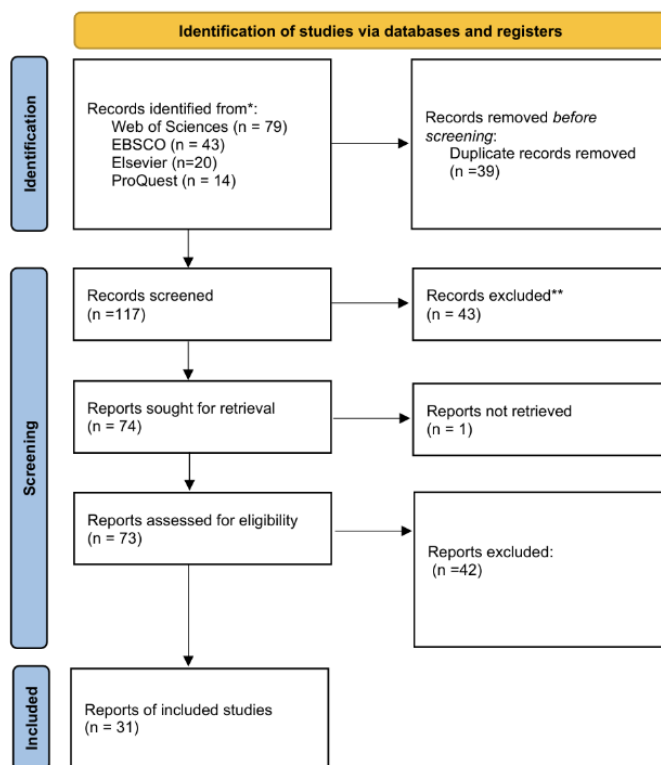 Identification of studies via databases and registers
Identification
Records identified from*:
Web of Sciences (n = 79)
EBSCO (n = 43)
Elsevier (n=20)
ProQuest (n = 14)
Records removed before
screening:
Duplicate records removed
(n =39)
Screening
Records screened
(n =117)
Records excluded**
(n = 43)
Reports sought for retrieval
(n = 74)
Reports not retrieved
(n = 1)
Reports assessed for eligibility
(n = 73)
Reports excluded:
(n =42)
Included
Reports of included studies
(n = 31)